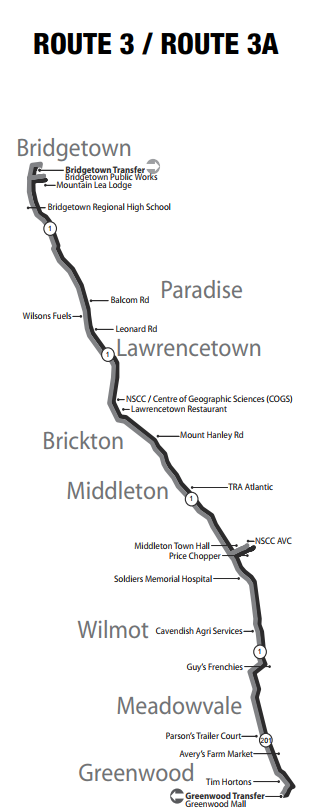 ROUTE 3 / ROUTE 3A
Bridgetown
Bridgetown Transfer
Bridgetown Public Works
Mountain Lea Lodge
Bridgetown Regional High School
1
Paradise
Balcom Rd
Wilsons Fuels
Leonard Rd
1
Lawrencetown
NSCC / Centre of Geographic Sciences (COGS)
Lawrencetown Restaurant
Mount Hanley Rd
Brickton
Middleton
TRA Atlantic
1
NSCC AVC
Middleton Town Hall
Price Chopper
Soldiers Memorial Hospital
Wilmot
Cavendish Agri Services
1
Guy's Frenchies
Meadowvale
Parson's Trailer Court
201
Avery's Farm Market
Greenwood
Tim Hortons
Greenwood Transfer
Greenwood Mall